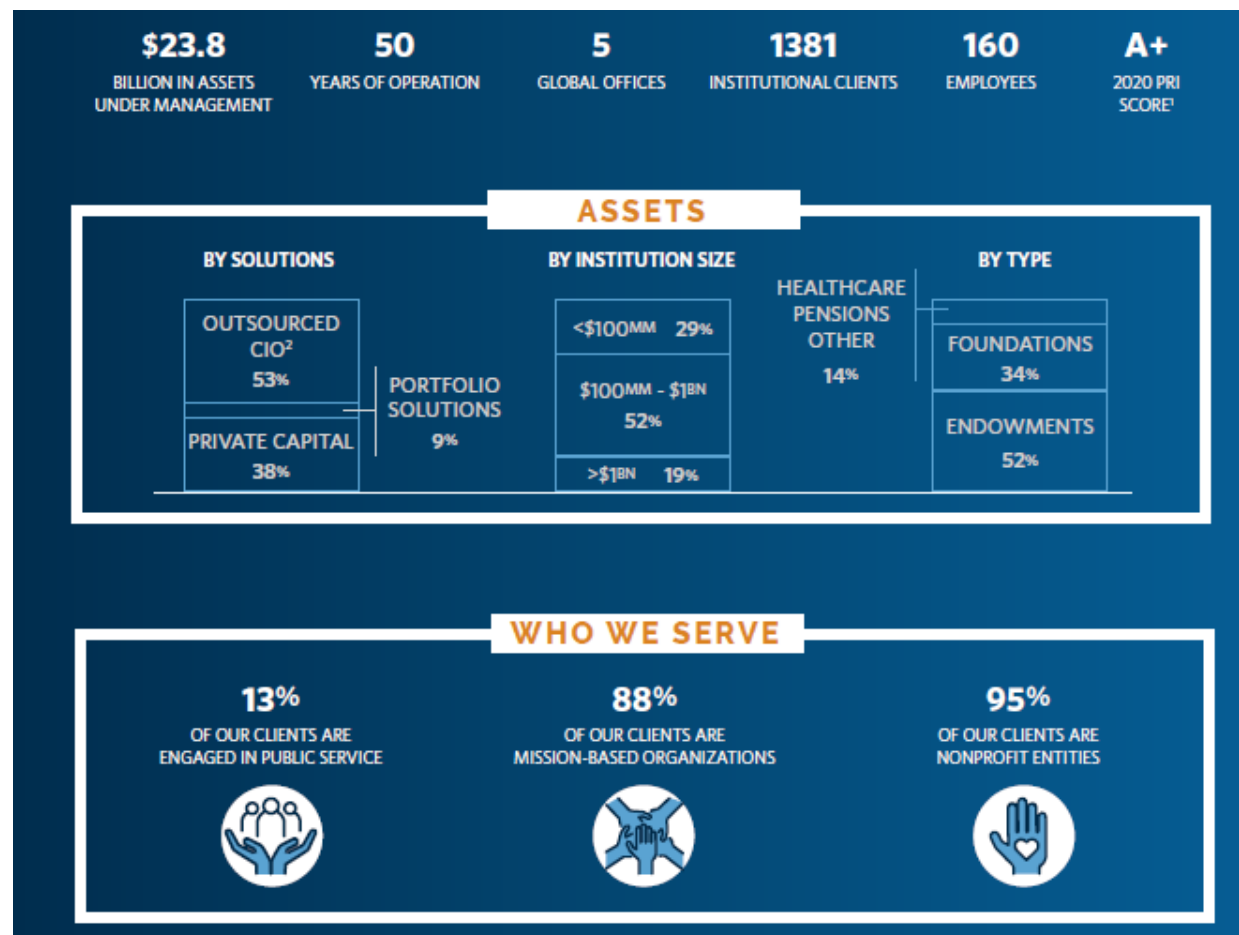 $23.8
BILLION IN ASSETS
UNDER MANAGEMENT
50
YEARS OF OPERATION
5
GLOBAL OFFICES
1381
INSTITUTIONAL CLIENTS
160
EMPLOYEES
A+
2020 PRI
SCORE¹
ASSETS
BY SOLUTIONS
OUTSOURCED
CIO²
53%
PORTFOLIO
SOLUTIONS
9%
PRIVATE CAPITAL
38%
BY INSTITUTION SIZE
<$100MM 29%
$100MM - $1BN
52%
>$1BN 19%
BY TYPE
HEALTHCARE
PENSIONS
OTHER
14%
FOUNDATIONS
34%
ENDOWMENTS
52%
WHO WE SERVE
13%
OF OUR CLIENTS ARE
ENGAGED IN PUBLIC SERVICE
88%
OF OUR CLIENTS ARE
MISSION-BASED ORGANIZATIONS
95%
OF OUR CLIENTS ARE
NONPROFIT ENTITIES